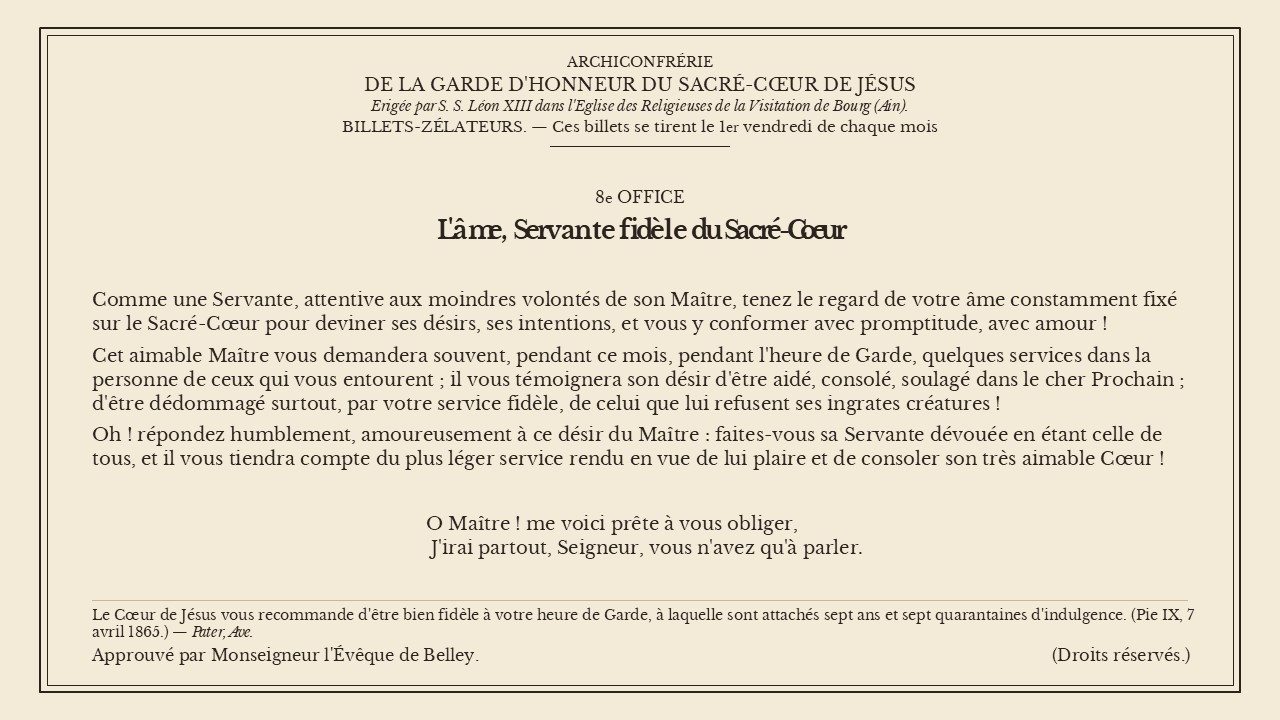 ARCHICONFRÉRIE
DE LA GARDE D'HONNEUR DU SACRÉ-CŒUR DE JÉSUS
Erigée par S. S. Léon XIII dans l'Eglise des Religieuses de la Visitation de Bourg (Ain).
BILLETS-ZÉLATEURS. — Ces billets se tirent le 1er vendredi de chaque mois
8e OFFICE
L'âme, Servante fidèle du Sacré-Cœur
Comme une Servante, attentive aux moindres volontés de son Maître, tenez le regard de votre âme constamment fixé
sur le Sacré-Cœur pour deviner ses désirs, ses intentions, et vous y conformer avec promptitude, avec amour !
Cet aimable Maître vous demandera souvent, pendant ce mois, pendant l'heure de Garde, quelques services dans la
personne de ceux qui vous entourent ; il vous témoignera son désir d'être aidé, consolé, soulagé dans le cher Prochain ;
d'être dédommagé surtout, par votre service fidèle, de celui que lui refusent ses ingrates créatures !
Oh ! répondez humblement, amoureusement à ce désir du Maître : faites-vous sa Servante dévouée en étant celle de
tous, et il vous tiendra compte du plus léger service rendu en vue de lui plaire et de consoler son très aimable Cœur !
O Maître ! me voici prête à vous obliger,
J'irai partout, Seigneur, vous n'avez qu'à parler.
Le Cœur de Jésus vous recommande d'être bien fidèle à votre heure de Garde, à laquelle sont attachés sept ans et sept quarantaines d'indulgence. (Pie IX, 7
avril 1865.) — Pater, Ave.
Approuvé par Monseigneur l'Évêque de Belley. (Droits réservés.)